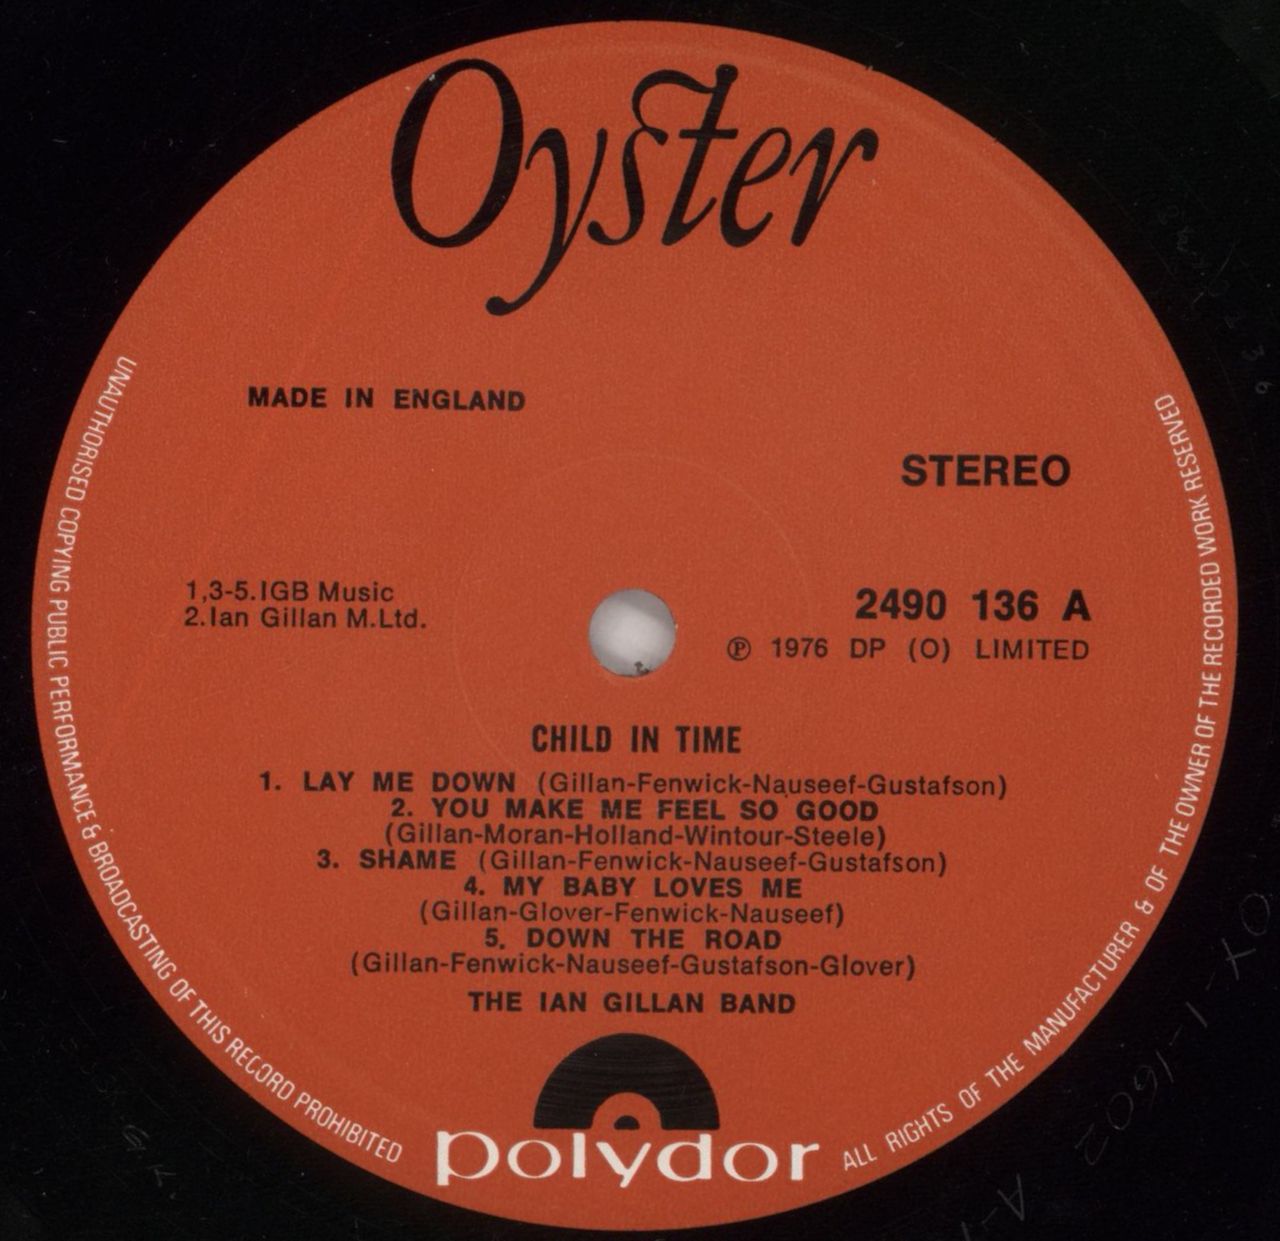 Oyster
MADE IN ENGLAND
STEREO
1,3-5.IGB Music
2.Ian Gillan M.Ltd.
2490 136 A
℗ 1976 DP (O) LIMITED
CHILD IN TIME
1. LAY ME DOWN (Gillan-Fenwick-Nauseef-Gustafson)
2. YOU MAKE ME FEEL SO GOOD
(Gillan-Moran-Holland-Wintour-Steele)
3. SHAME (Gillan-Fenwick-Nauseef-Gustafson)
4. MY BABY LOVES ME
(Gillan-Glover-Fenwick-Nauseef)
5. DOWN THE ROAD
(Gillan-Fenwick-Nauseef-Gustafson-Glover)
THE IAN GILLAN BAND
polydor
UNAUTHORISED COPYING PUBLIC PERFORMANCE & BROADCASTING OF THIS RECORD PROHIBITED
ALL RIGHTS OF THE MANUFACTURER & OF THE OWNER OF THE RECORDED WORK RESERVED